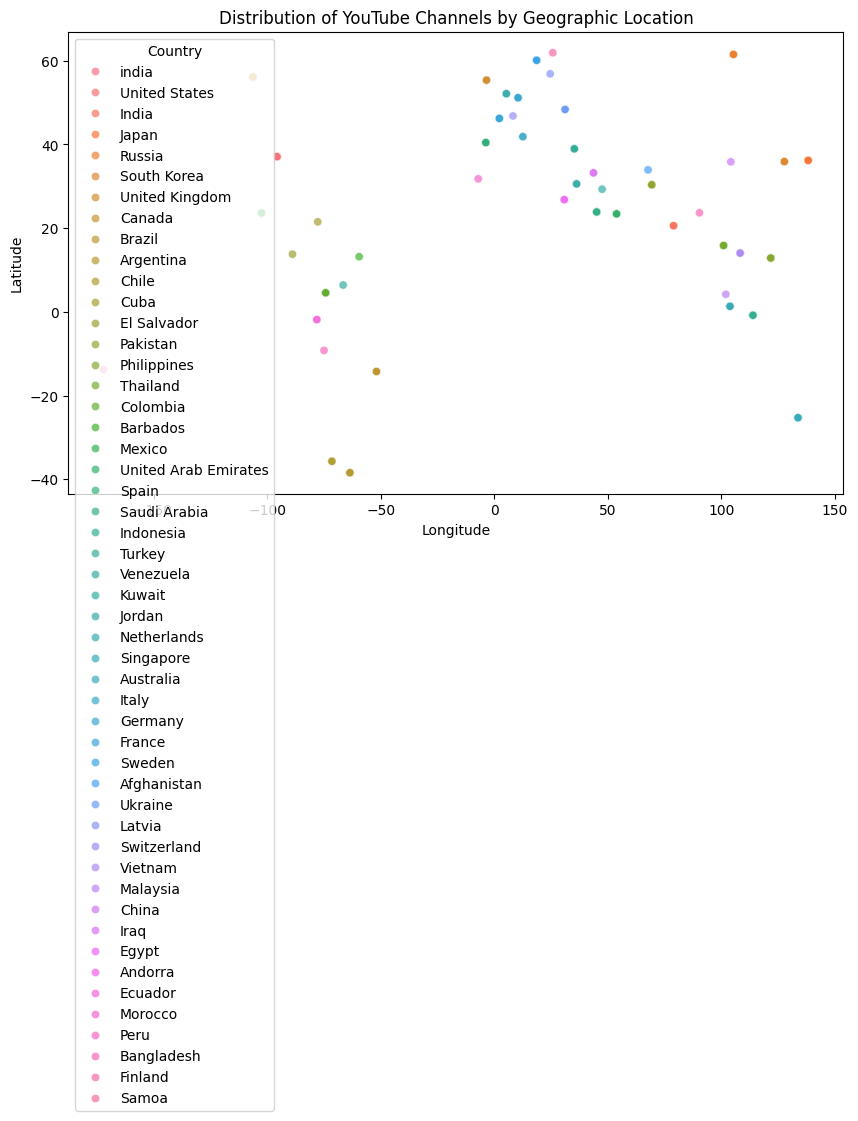 Distribution of YouTube Channels by Geographic Location
Country
india
United States
India
Japan
Russia
South Korea
United Kingdom
Canada
Brazil
Argentina
Chile
Cuba
El Salvador
Pakistan
Philippines
Thailand
Colombia
Barbados
Mexico
United Arab Emirates
Spain
Saudi Arabia
Indonesia
Turkey
Venezuela
Kuwait
Jordan
Netherlands
Singapore
Australia
Italy
Germany
France
Sweden
Afghanistan
Ukraine
Latvia
Switzerland
Vietnam
Malaysia
China
Iraq
Egypt
Andorra
Ecuador
Morocco
Peru
Bangladesh
Finland
Samoa
Latitude
60
40
20
0
−20
−40
−100 −50 0 50 100 150
Longitude